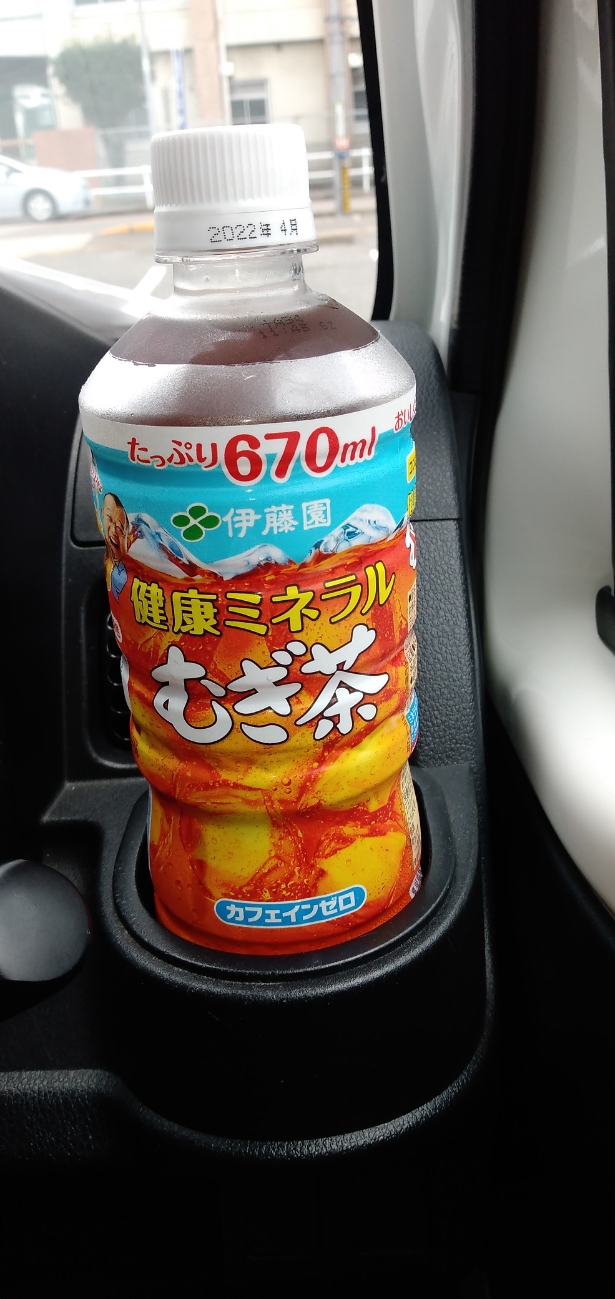 2022年 4月
たっぷり670ml
伊藤園
健康ミネラル
むぎ茶
カフェインゼロ